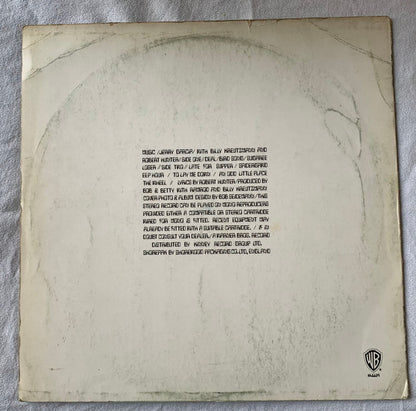 MUSIC /JERRY GARCIA/ WITH BILLY KREUTZMANN AND
ROBERT HUNTER/SIDE ONE/DEAL/BIRD SONG/SUGAREE
LOSER/SIDE TWO/LATE FOR SUPPER/SPIDERGAWD
EEP HOUR / TO LAY ME DOWN / AN ODD LITTLE PLACE
THE WHEEL / LYRICS BY ROBERT HUNTER/PRODUCED BY
BOB & BETTY WITH RAMROD AND BILLY KREUTZMANN
COVER PHOTO & ALBUM DESIGN BY BOB SEIDEMANN/THIS
STEREO RECORD CAN BE PLAYED ON MONO REPRODUCERS
PROVIDED EITHER A COMPATIBLE OR STEREO CARTRIDGE
WIRED FOR MONO IS FITTED. RECENT EQUIPMENT MAY
ALREADY BE FITTED WITH A SUITABLE CARTRIDGE. / IF IN
DOUBT CONSULT YOUR DEALER./A WARNER BROS. RECORD
DISTRIBUTED BY KINNEY RECORD GROUP LTD.
SHOREPAK BY SHOREWOOD PACKAGING CO LTD., ENGLAND
WB